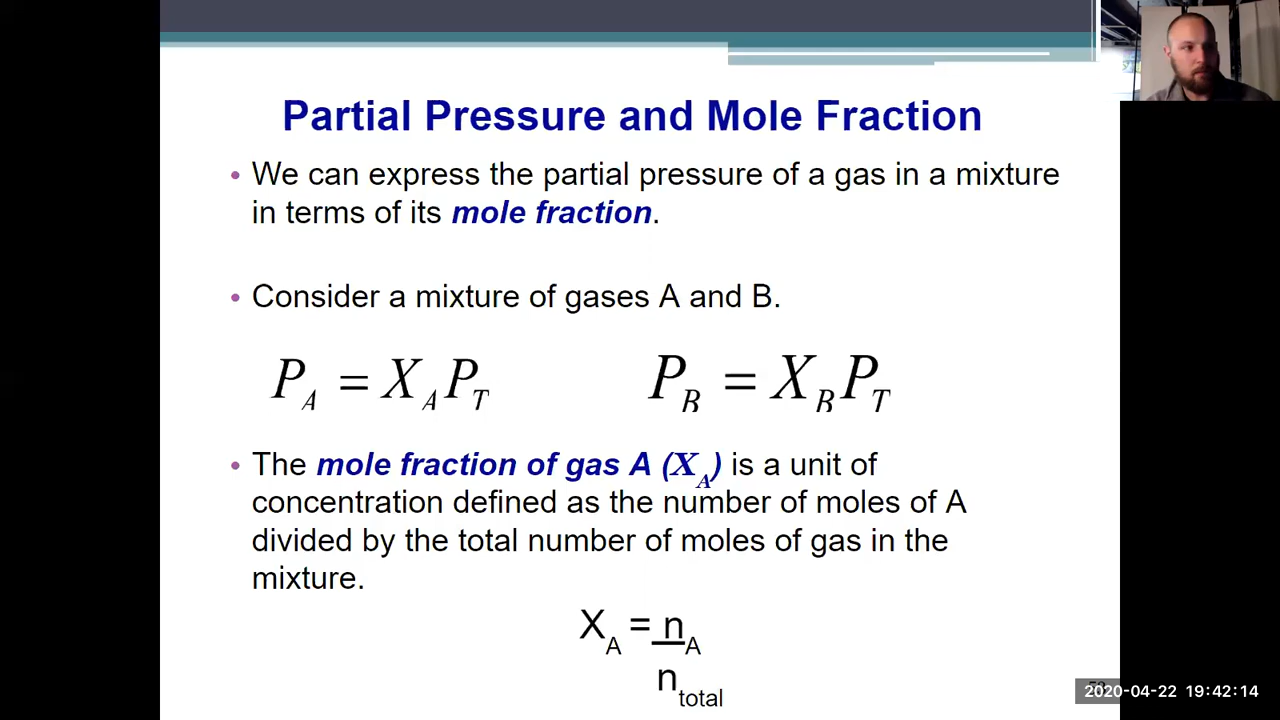 Partial Pressure and Mole Fraction
• We can express the partial pressure of a gas in a mixture
in terms of its mole fraction.
• Consider a mixture of gases A and B.
P_A = X_A P_T
P_B = X_B P_T
• The mole fraction of gas A (X_A) is a unit of
concentration defined as the number of moles of A
divided by the total number of moles of gas in the
mixture.
X_A = n_A
n_total
2020-04-22 19:42:14